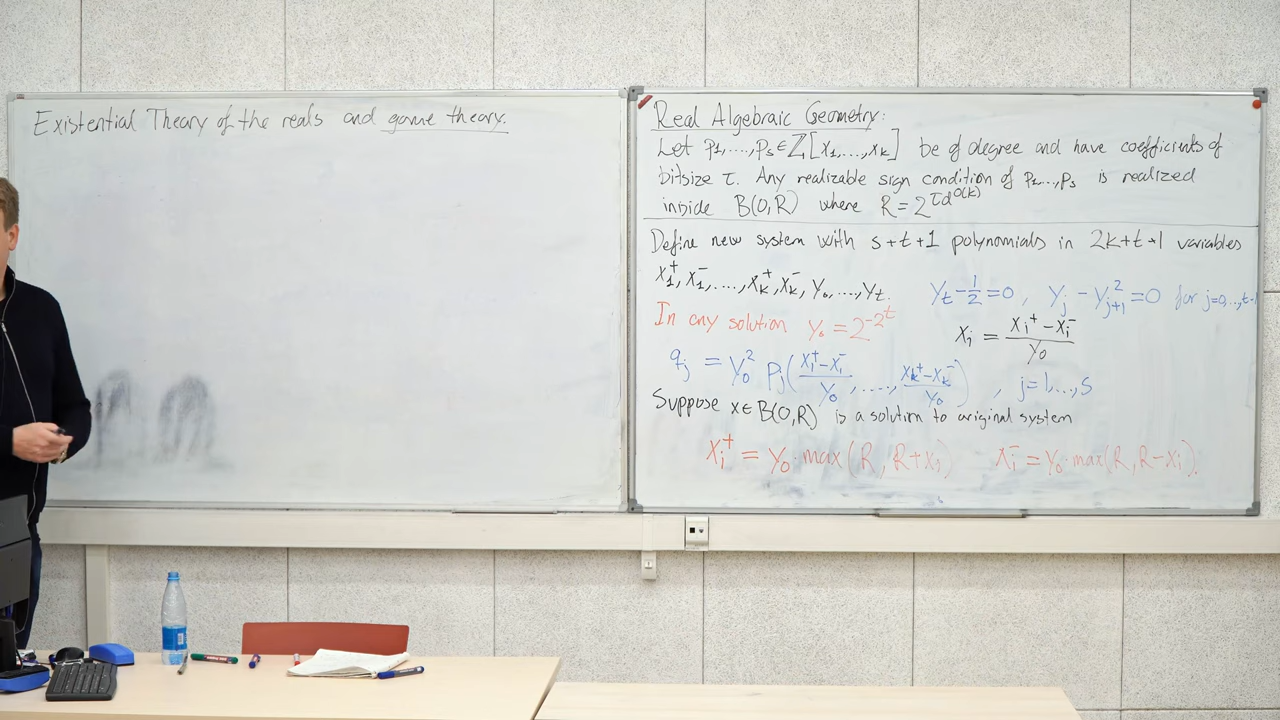 Existential Theory of the reals and game theory.
Real Algebraic Geometry:
Let p₁,....,pₛ∈ℤ[x₁,...,xₖ] be of degree and have coefficients of
bitsize τ. Any realizable sign condition of p₁...,pₛ is realized
inside B(0,R) where R=2^{τd^{O(k)}}
Define new system with s+t+1 polynomials in 2k+t+1 variables
x₁⁺,x₁⁻,....,xₖ⁺,xₖ⁻,y₀,....,yₜ. yₜ-1/2=0, yⱼ-y²ⱼ₊₁=0 for j=0,..,t-1
In any solution y₀=2^{-2^t} xᵢ = (xᵢ⁺-xᵢ⁻)/y₀
qⱼ = y₀² pⱼ((x₁⁺-x₁⁻)/y₀,....,(xₖ⁺-xₖ⁻)/y₀), j=1,..,s
Suppose x∈B(0,R) is a solution to original system
xᵢ⁺ = y₀·max(R,R+xᵢ) xᵢ⁻=y₀·max(R,R-xᵢ).